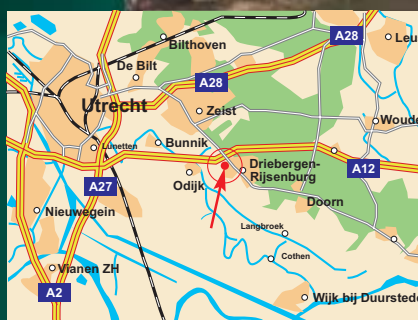 A28
Leu
Bilthoven
De Bilt
A28
Utrecht
Zeist
Woude
Lunetten
Bunnik
Driebergen-
Rijsenburg
A12
A27
Odijk
Doorn
Nieuwegein
Langbroek
Cothen
Vianen ZH
A2
Wijk bij Duurstede